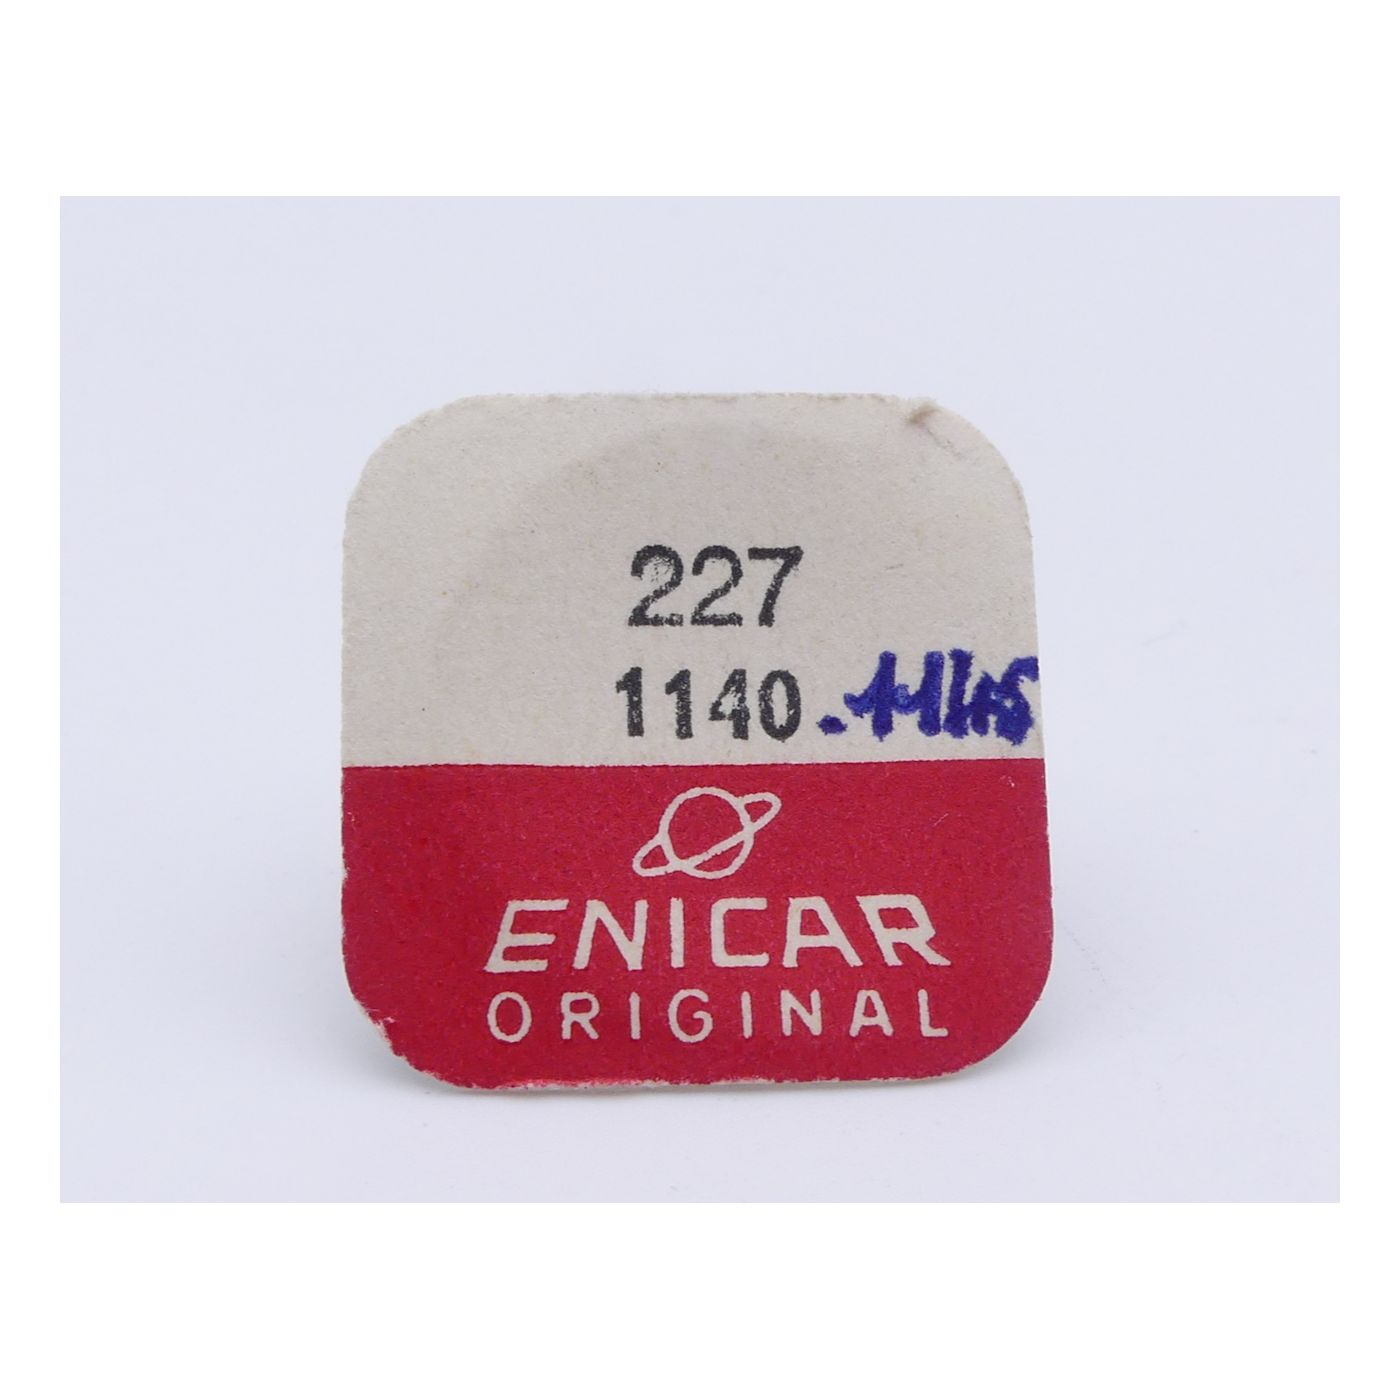 227
1140.1145
ENICAR
ORIGINAL